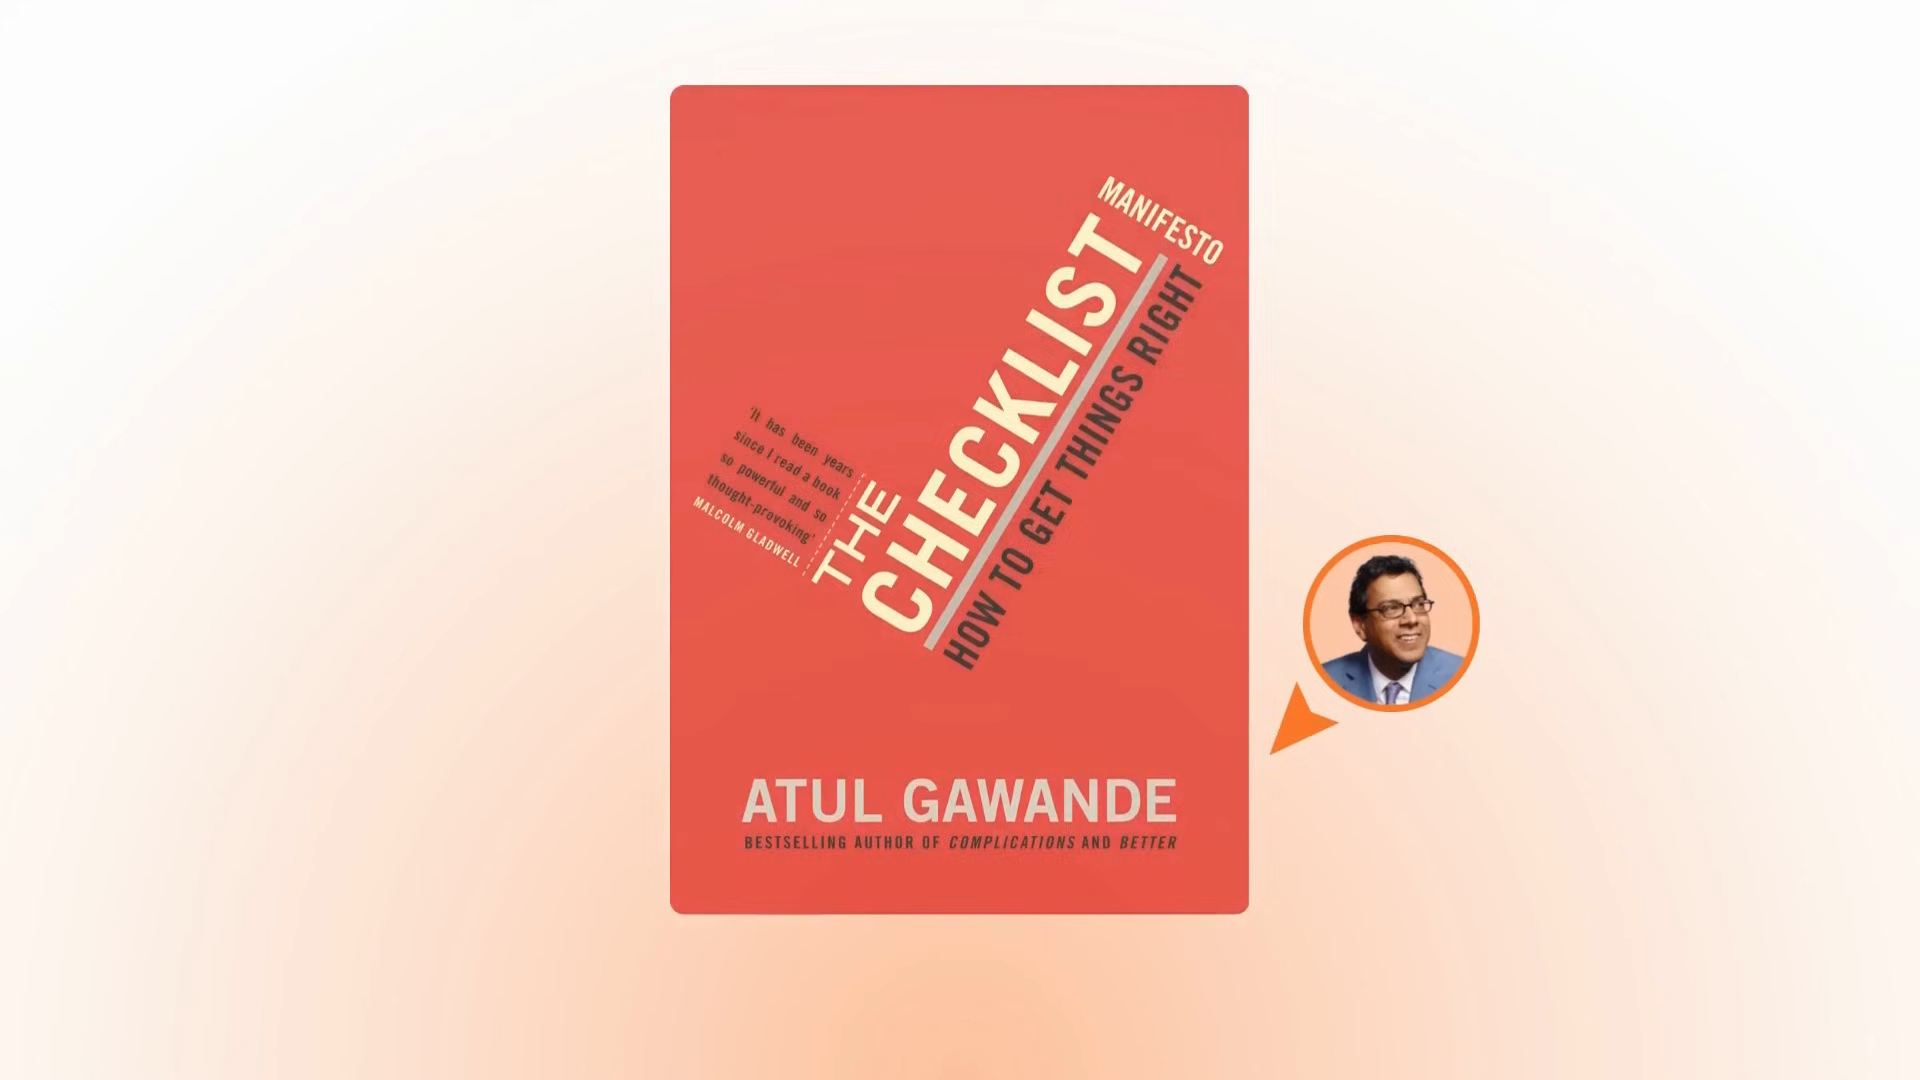 'It has been years
since I read a book
so powerful and so
thought-provoking'
MALCOLM GLADWELL
THE
CHECKLIST
MANIFESTO
HOW TO GET THINGS RIGHT
ATUL GAWANDE
BESTSELLING AUTHOR OF COMPLICATIONS AND BETTER